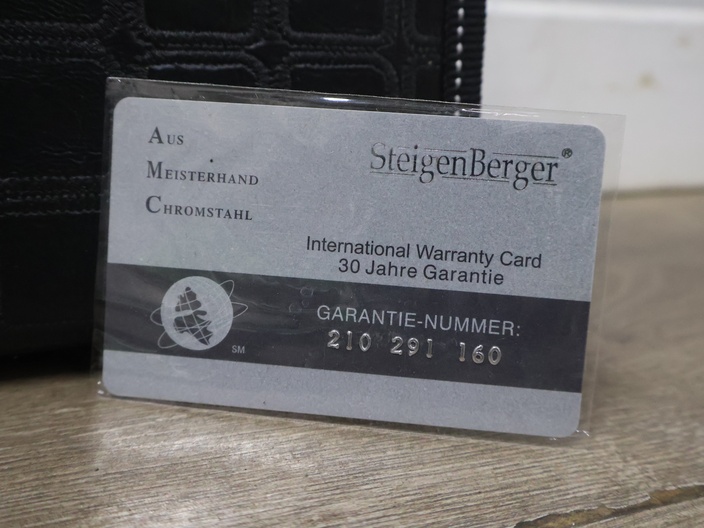 AUS
MEISTERHAND
CHROMSTAHL
SteigenBerger®
International Warranty Card
30 Jahre Garantie
GARANTIE-NUMMER:
210 291 160
SM